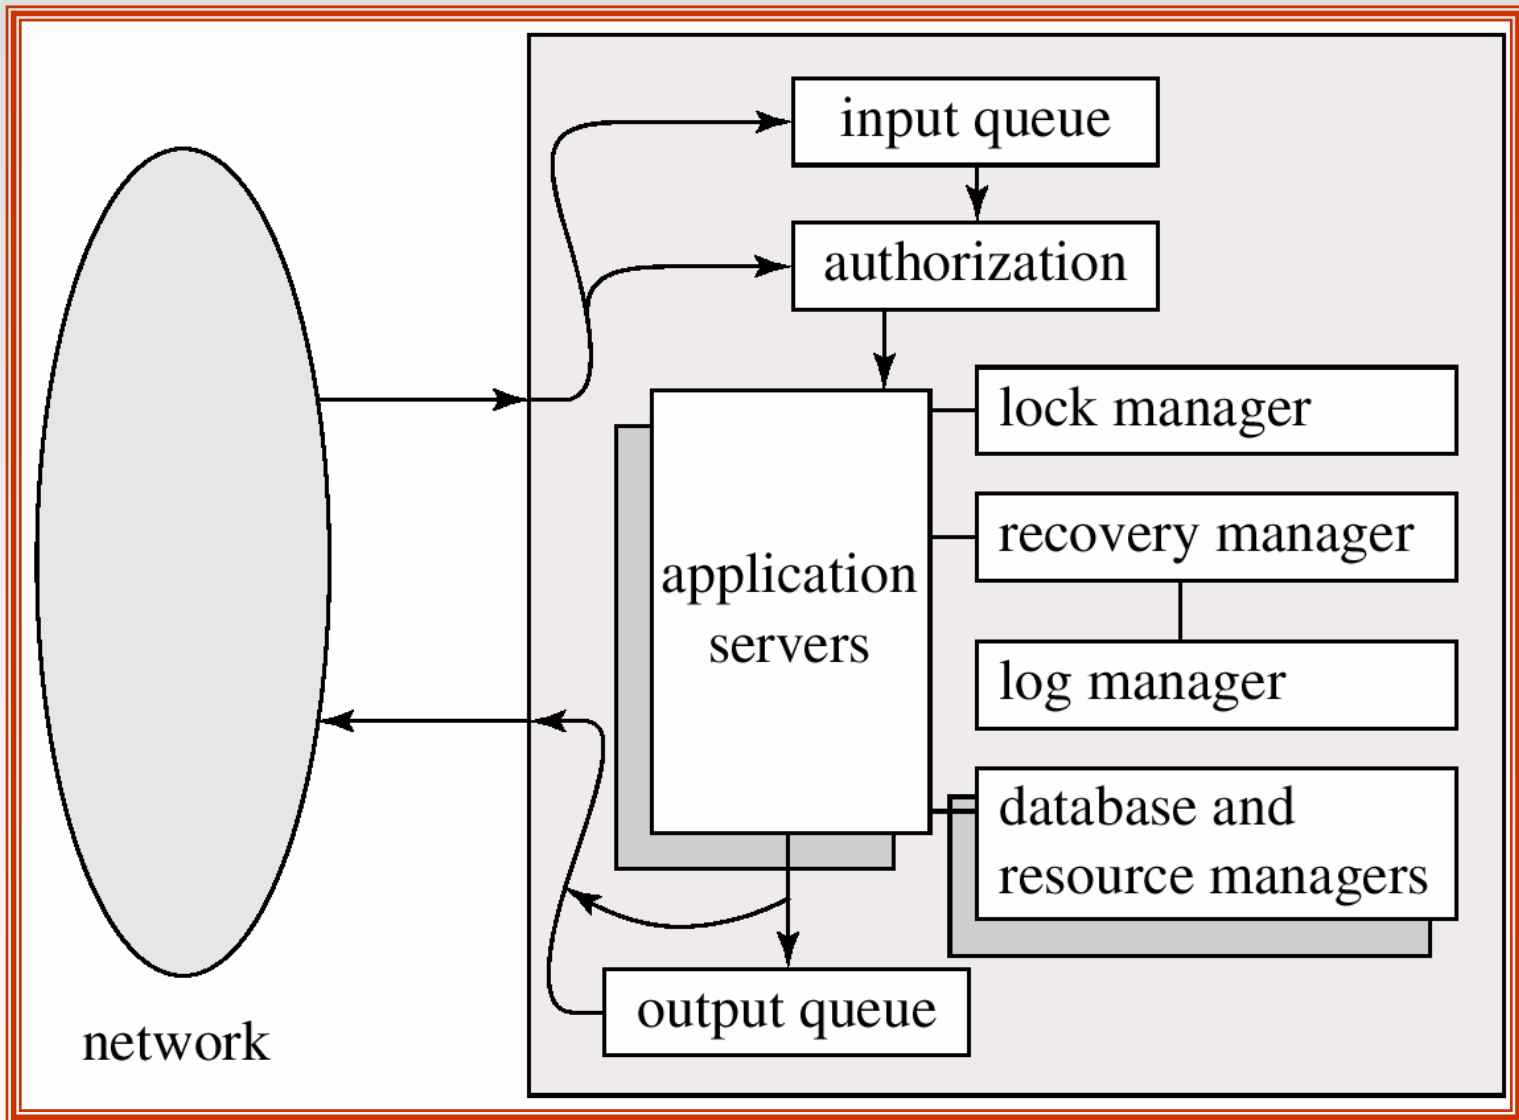 input queue
authorization
lock manager
recovery manager
application
servers
log manager
database and
resource managers
output queue
network